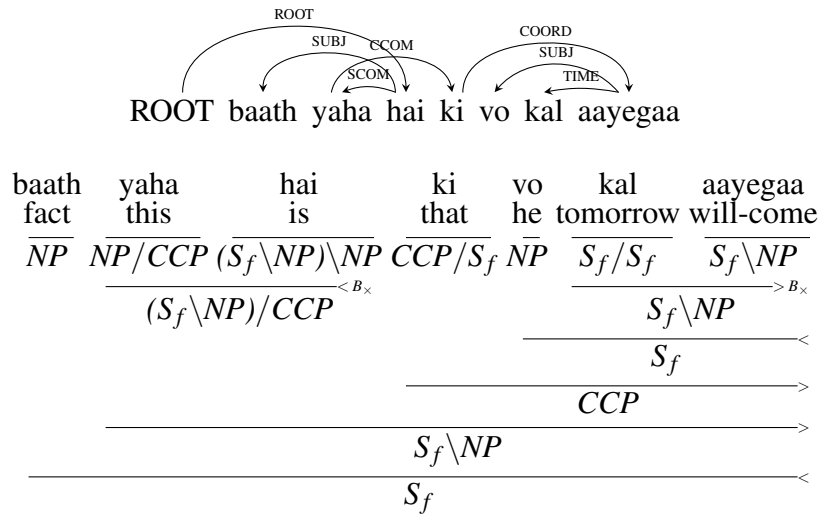 ROOT
SUBJ CCOM COORD
SCOM SUBJ
TIME
ROOT baath yaha hai ki vo kal aayegaa
baath yaha hai ki vo kal aayegaa
fact this is that he tomorrow will-come
NP NP/CCP (S_f\NP)\NP CCP/S_f NP S_f/S_f S_f\NP
<B× >B×
(S_f\NP)/CCP S_f\NP
<
S_f
>
CCP
>
S_f\NP
<
S_f